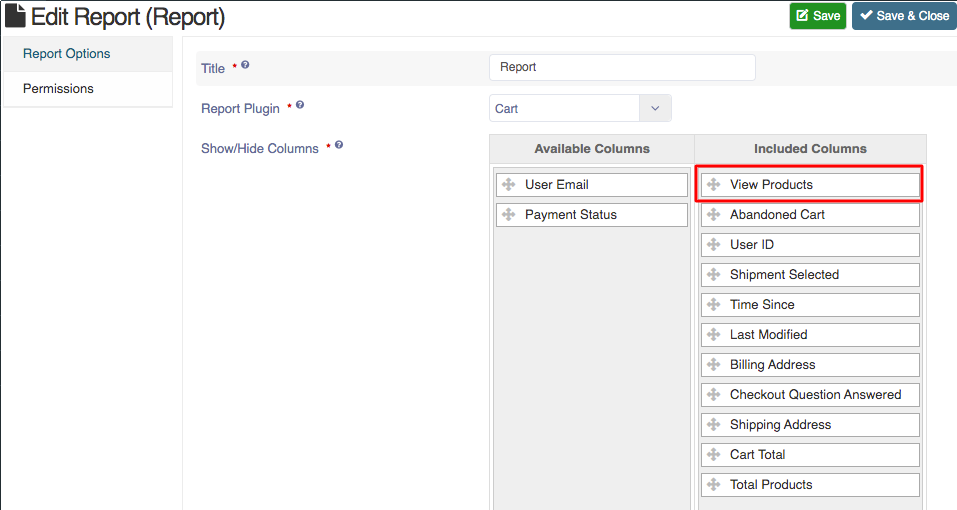 Edit Report (Report)
Save
Save & Close
Report Options
Permissions
Title * ?
Report
Report Plugin * ?
Cart
Show/Hide Columns * ?
Available Columns
Included Columns
User Email
Payment Status
View Products
Abandoned Cart
User ID
Shipment Selected
Time Since
Last Modified
Billing Address
Checkout Question Answered
Shipping Address
Cart Total
Total Products